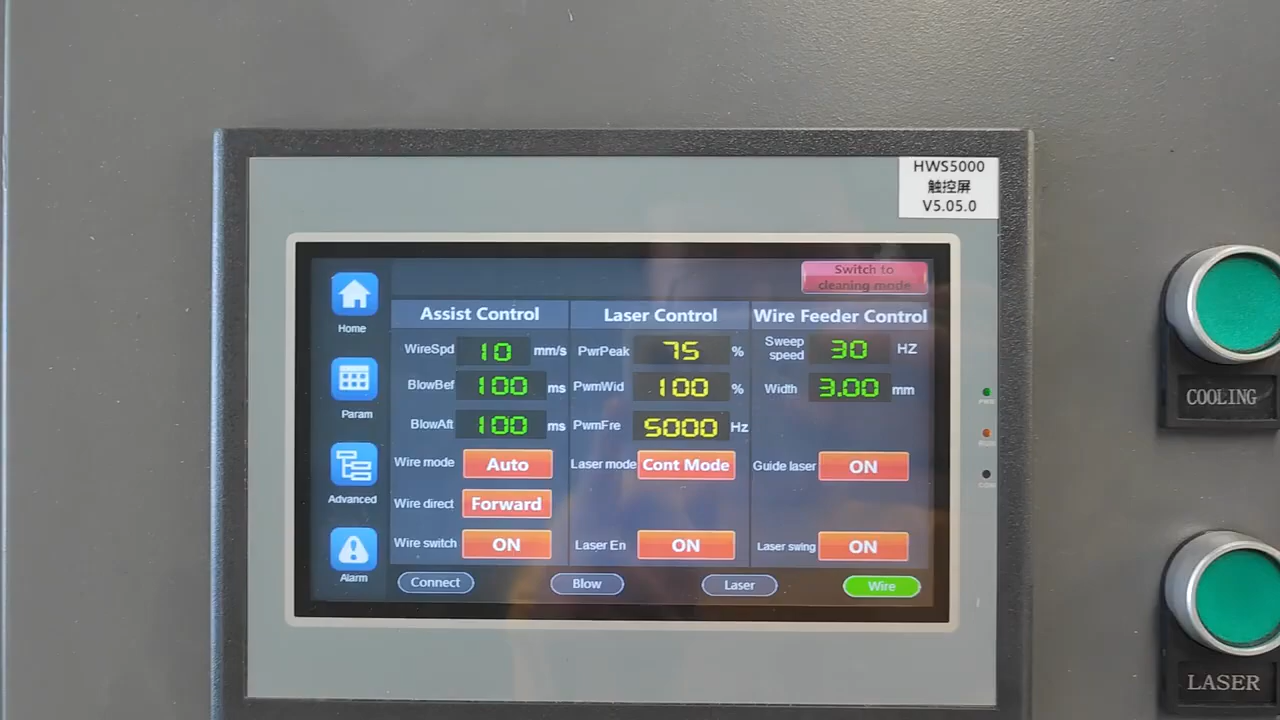 HWS5000
触控屏
V5.05.0
Switch to
cleaning mode
Home
Param
Advanced
Alarm
Assist Control
WireSpd 10 mm/s
BlowBef 100 ms
BlowAft 100 ms
Wire mode Auto
Wire direct Forward
Wire switch ON
Laser Control
PwrPeak 75 %
PwmWid 100 %
PwmFre 5000 Hz
Laser mode Cont Mode
Laser En ON
Wire Feeder Control
Sweep
speed 30 HZ
Width 3.00 mm
Guide laser ON
Laser swing ON
Connect Blow Laser Wire
COOLING
LASER